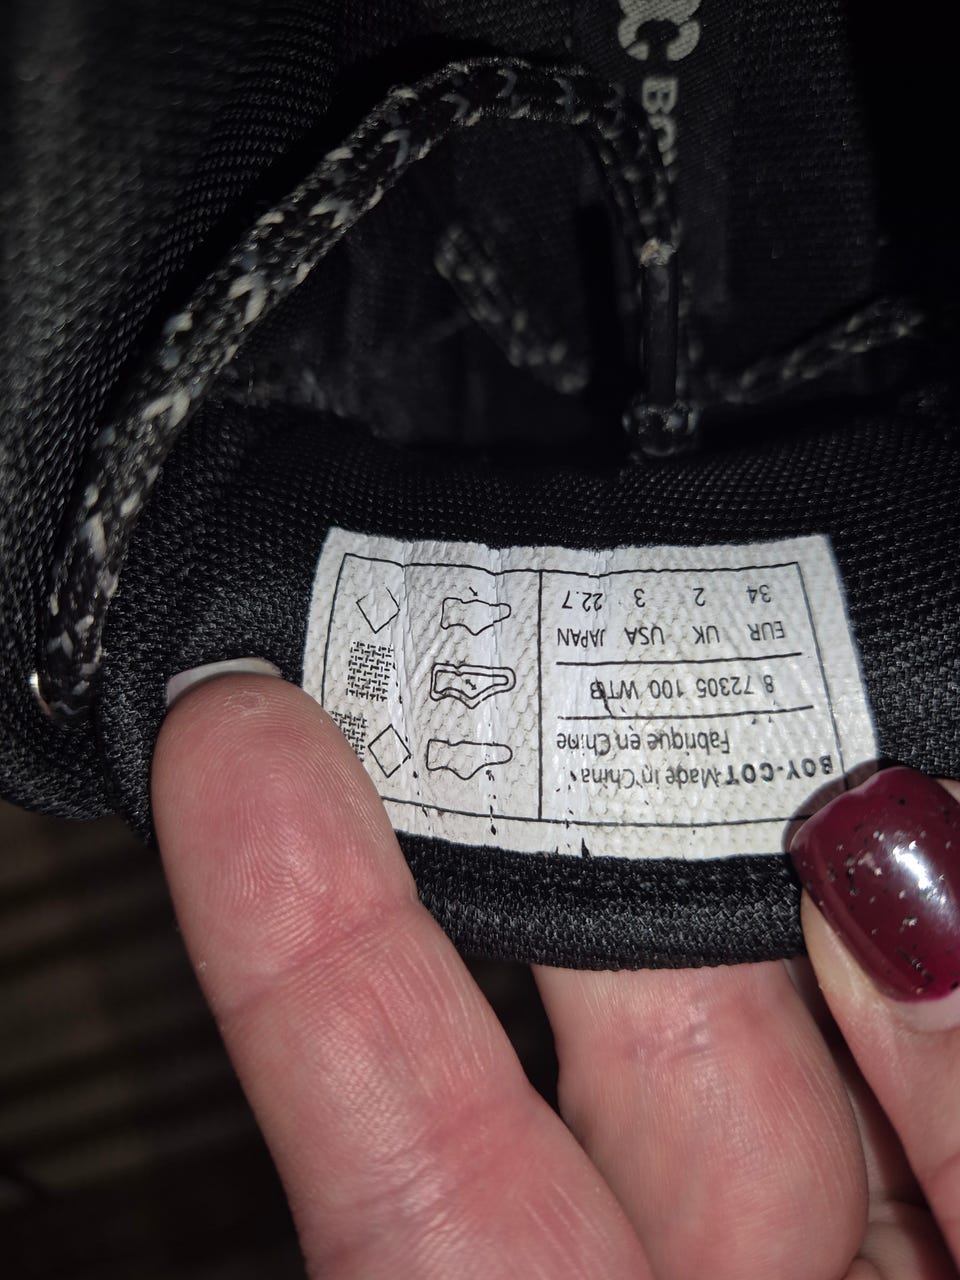 BOY-COT-Made in China
Fabrique en Chine
8 72305 100 WTB
EUR UK USA JAPAN
34 2 3 22.7